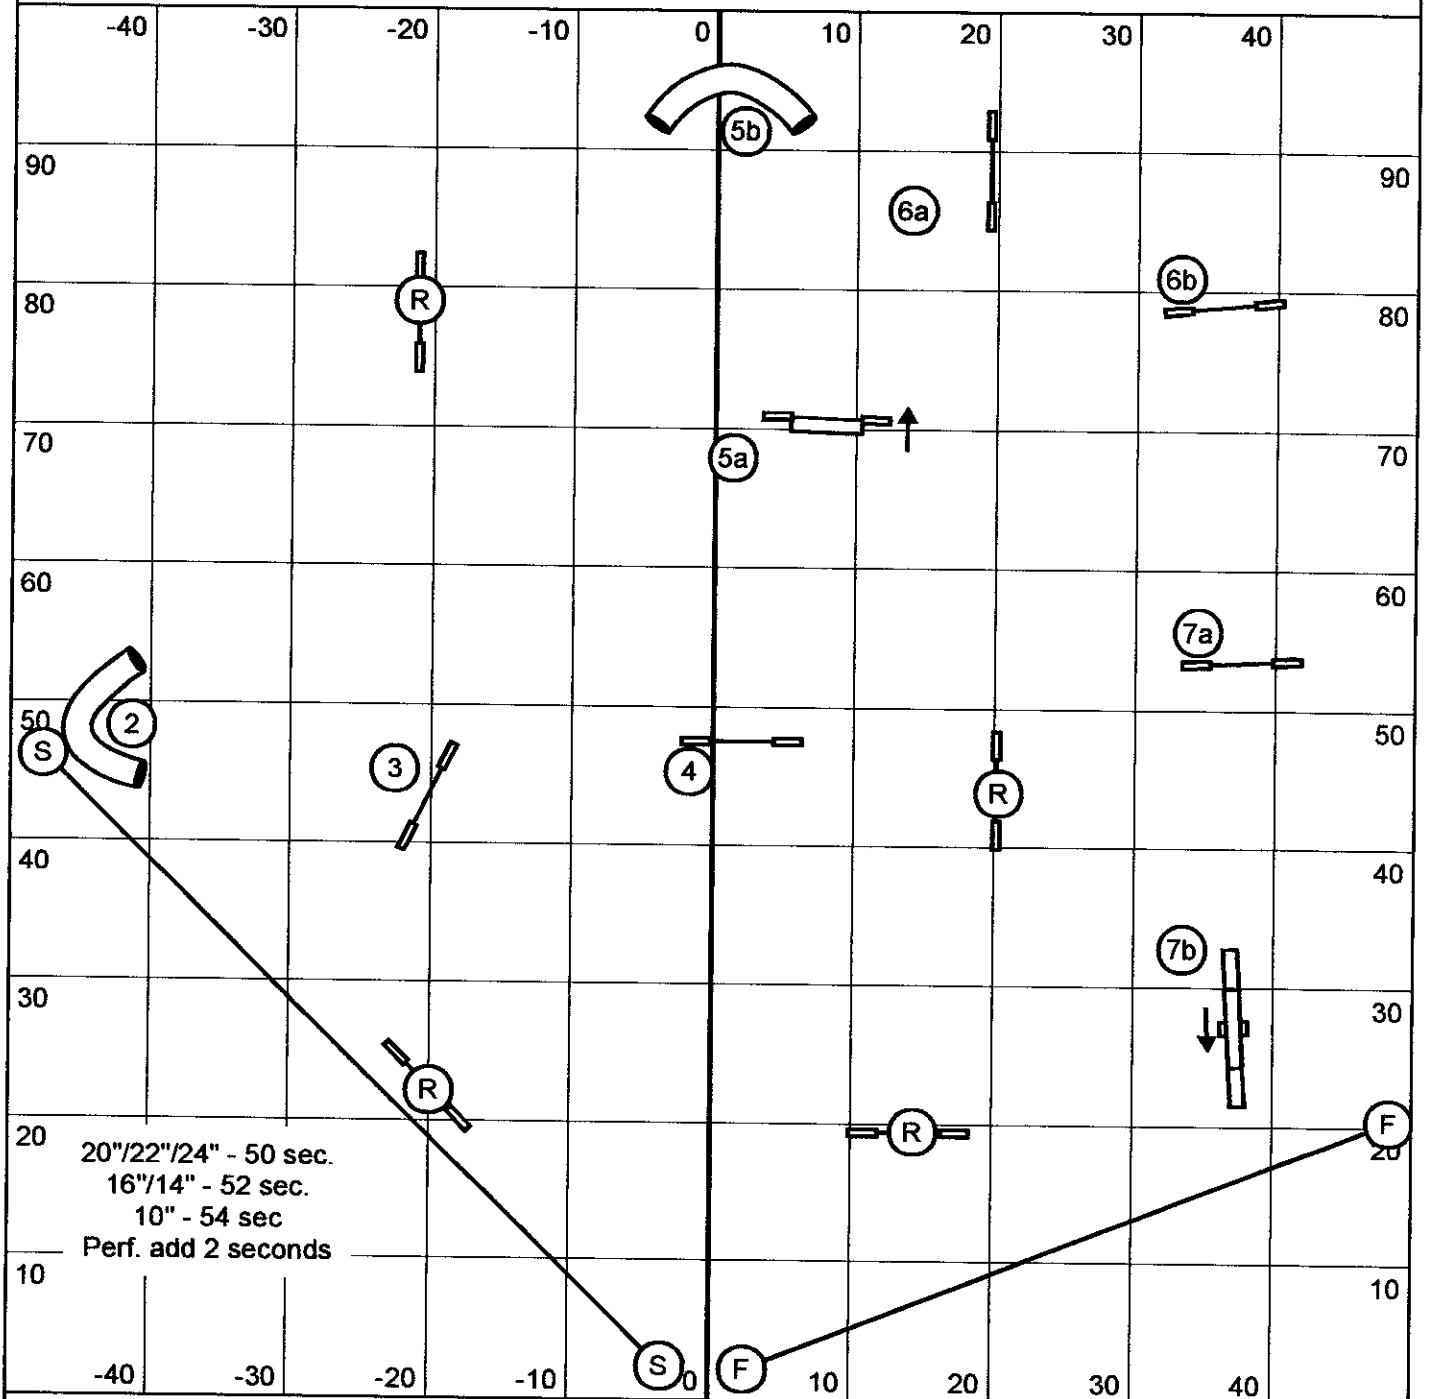 -40 -30 -20 0 10 20 30 40
5b
90 90
6a
6b
R
80 80
70 5a 70
60 60
7a
50 2 50
S 3 4 R
40 40
7b
30 30
R
20 R F 20
20"/22"/24" - 50 sec.
16"/14" - 52 sec.
10" - 54 sec
Perf. add 2 seconds
10 10
S F
-40 -30 -20 -10 0 10 20 30 40